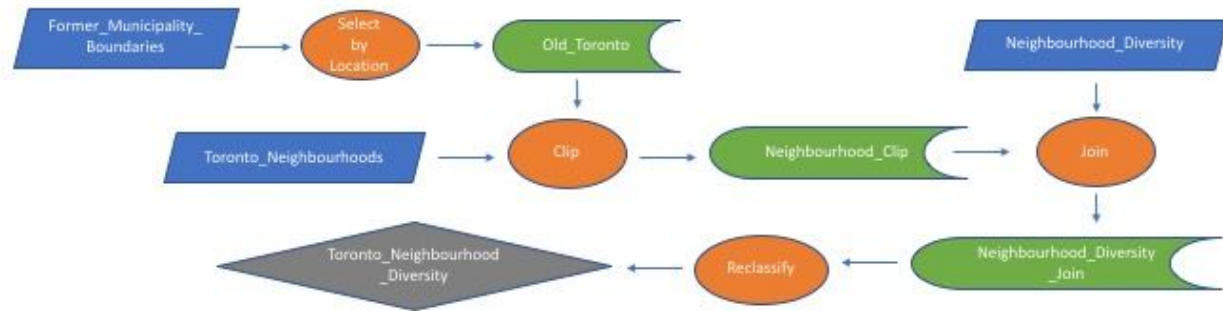 Former_Municipality_
Boundaries
Select
by
Location
Old_Toronto
Neighbourhood_Diversity
Toronto_Neighbourhoods
Clip
Neighbourhood_Clip
Join
Toronto_Neighbourhood
_Diversity
Reclassify
Neighbourhood_Diversity
_Join